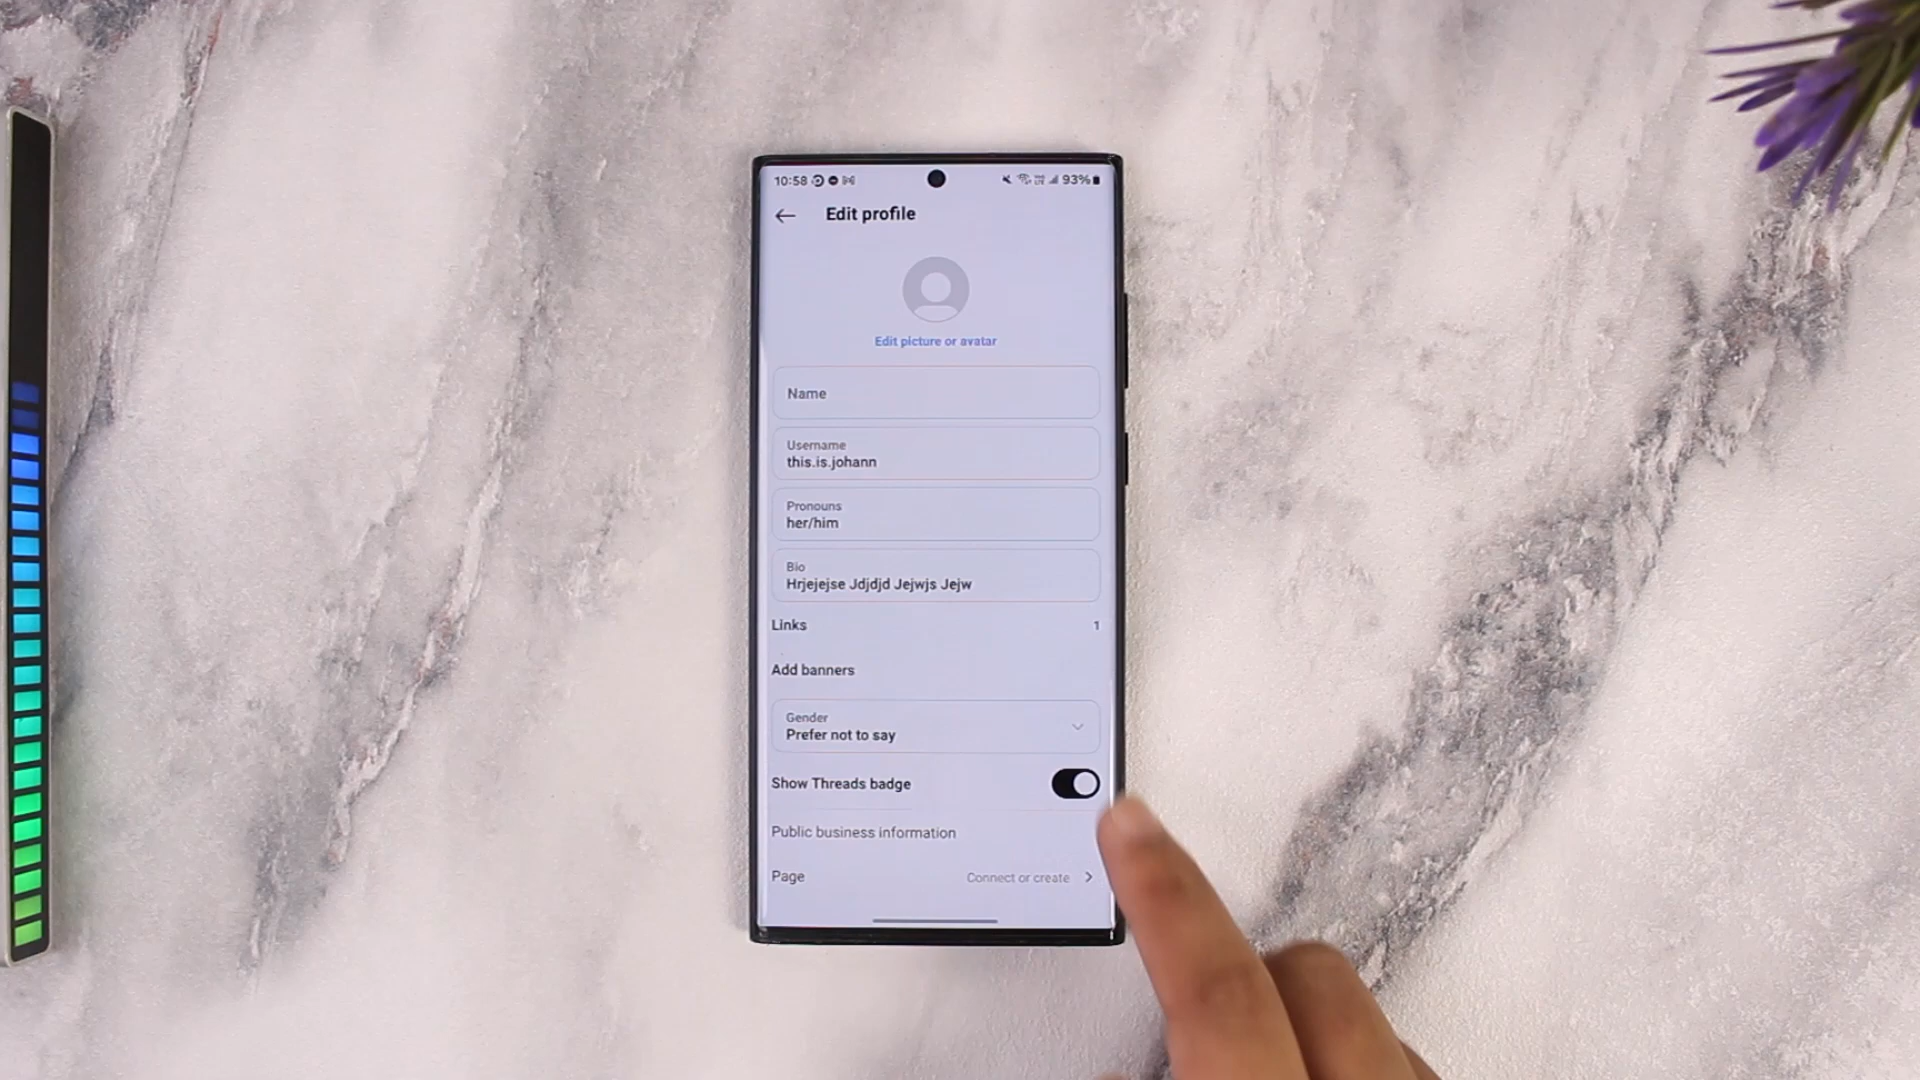 10:58 93%
Edit profile
Edit picture or avatar
Name
Username
this.is.johann
Pronouns
her/him
Bio
Hrjejejse Jdjdjd Jejwjs Jejw
Links 1
Add banners
Gender
Prefer not to say
Show Threads badge
Public business information
Page Connect or create